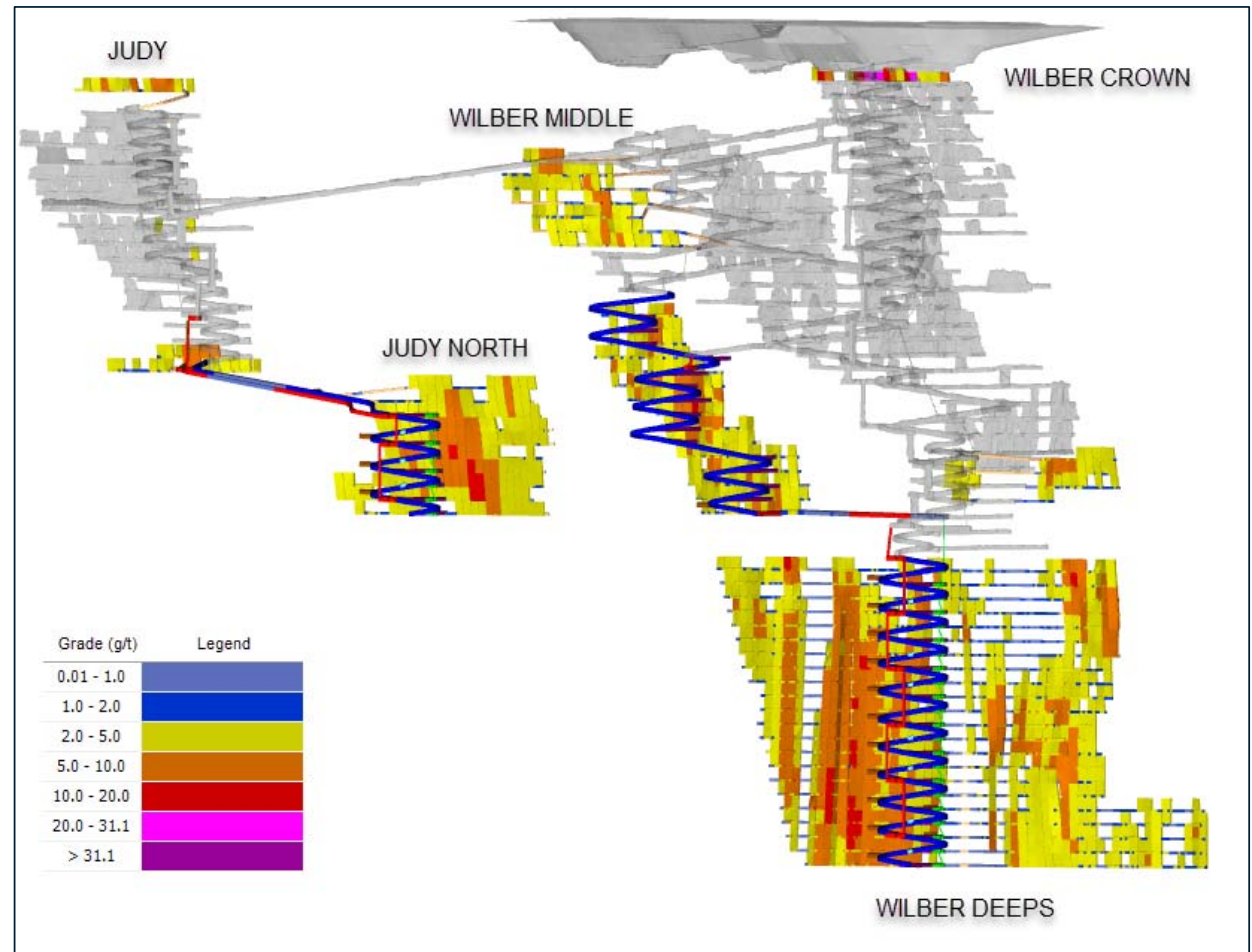 JUDY
WILBER CROWN
WILBER MIDDLE
JUDY NORTH
Grade (g/t) Legend
0.01 - 1.0
1.0 - 2.0
2.0 - 5.0
5.0 - 10.0
10.0 - 20.0
20.0 - 31.1
> 31.1
WILBER DEEPS